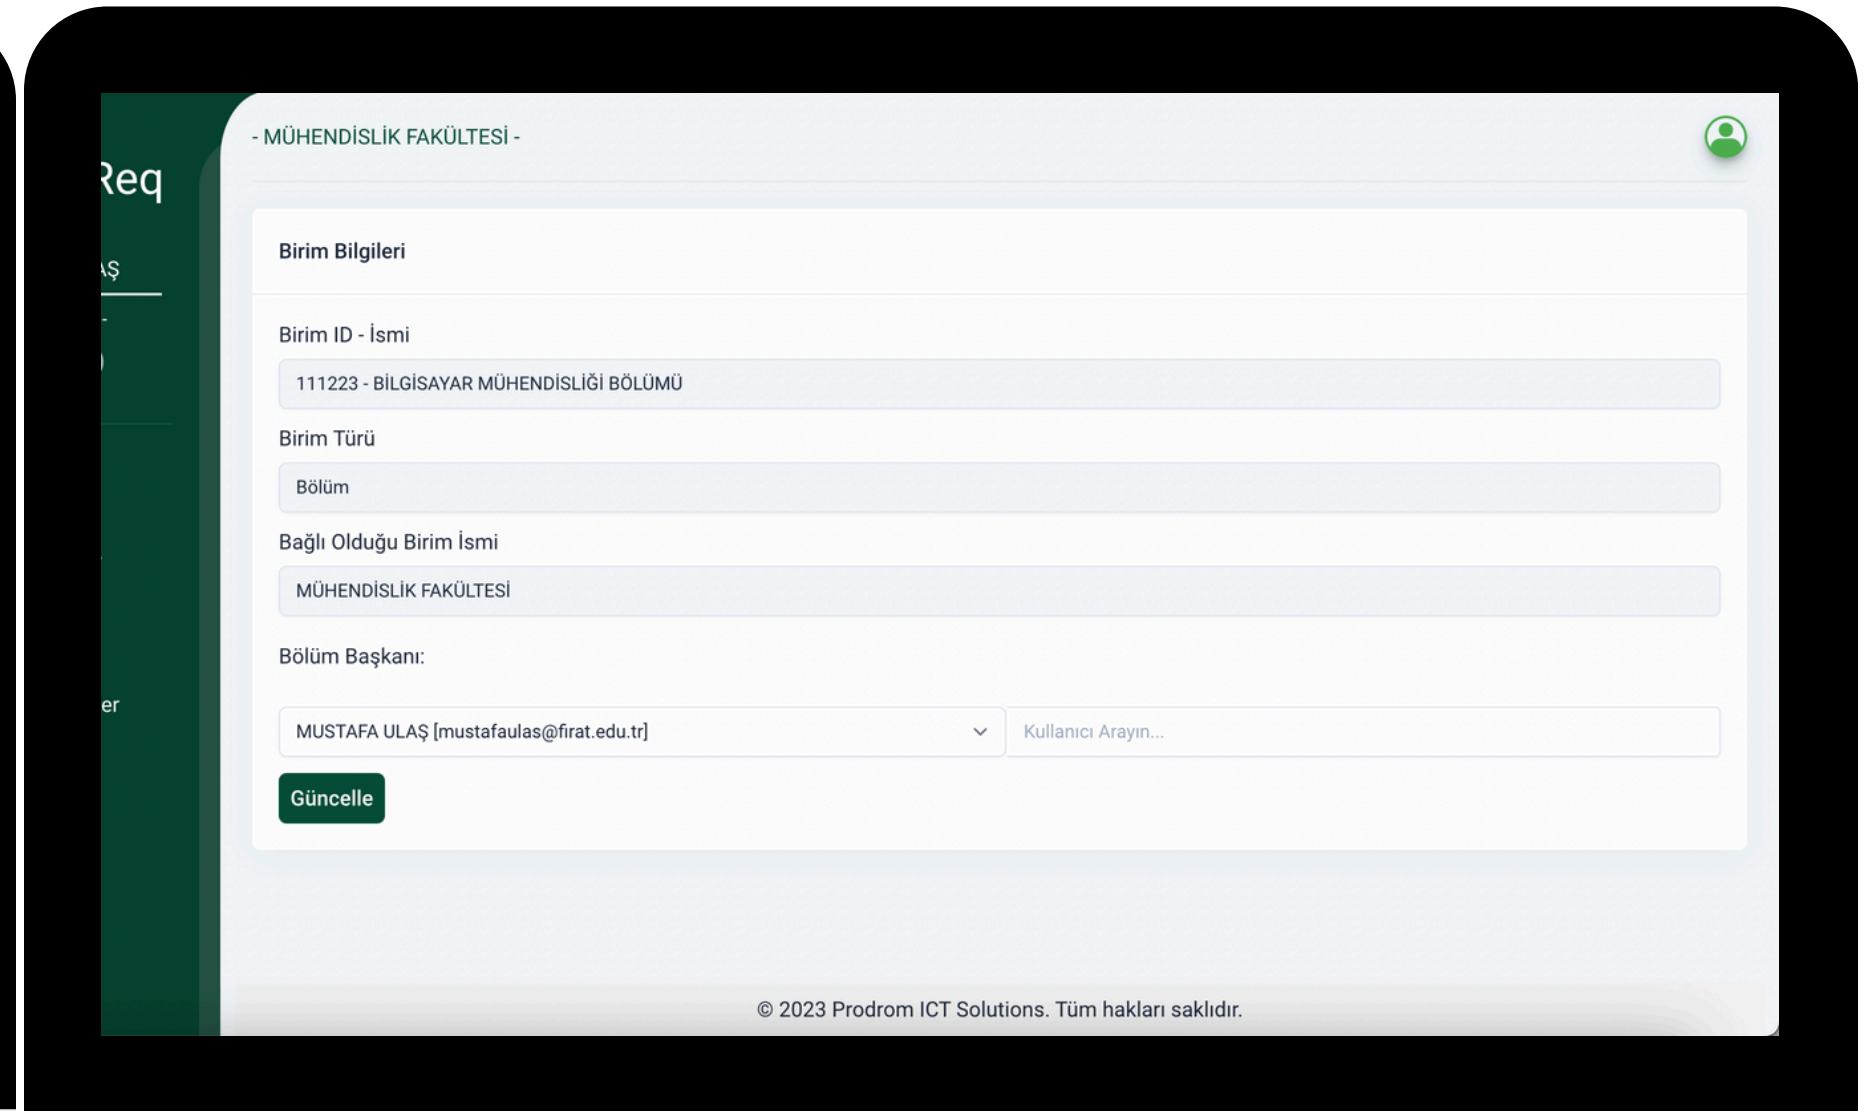 - MÜHENDİSLİK FAKÜLTESİ -
Req
AŞ
er
Birim Bilgileri
Birim ID - İsmi
111223 - BİLGİSAYAR MÜHENDİSLİĞİ BÖLÜMÜ
Birim Türü
Bölüm
Bağlı Olduğu Birim İsmi
MÜHENDİSLİK FAKÜLTESİ
Bölüm Başkanı:
MUSTAFA ULAŞ [mustafaulas@firat.edu.tr]
Kullanıcı Arayın...
Güncelle
© 2023 Prodrom ICT Solutions. Tüm hakları saklıdır.